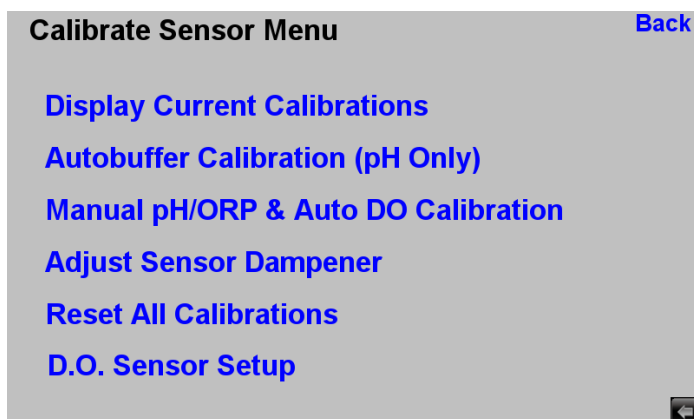 Calibrate Sensor Menu
Back
Display Current Calibrations
Autobuffer Calibration (pH Only)
Manual pH/ORP & Auto DO Calibration
Adjust Sensor Dampener
Reset All Calibrations
D.O. Sensor Setup